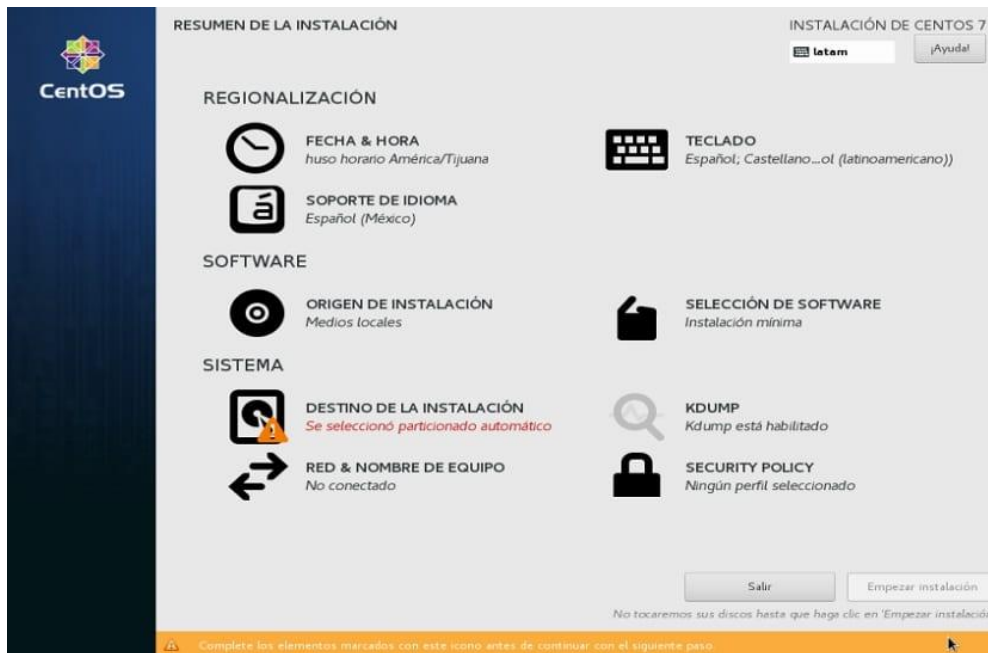 RESUMEN DE LA INSTALACIÓN
INSTALACIÓN DE CENTOS 7
latam
¡Ayuda!
CentOS
REGIONALIZACIÓN
FECHA & HORA
huso horario América/Tijuana
TECLADO
Español; Castellano...ol (latinoamericano))
á
SOPORTE DE IDIOMA
Español (México)
SOFTWARE
ORIGEN DE INSTALACIÓN
Medios locales
SELECCIÓN DE SOFTWARE
Instalación mínima
SISTEMA
DESTINO DE LA INSTALACIÓN
Se seleccionó particionado automático
KDUMP
Kdump está habilitado
RED & NOMBRE DE EQUIPO
No conectado
SECURITY POLICY
Ningún perfil seleccionado
Salir
Empezar instalación
No tocaremos sus discos hasta que haga clic en 'Empezar instalación
Complete los elementos marcados con este icono antes de continuar con el siguiente paso.